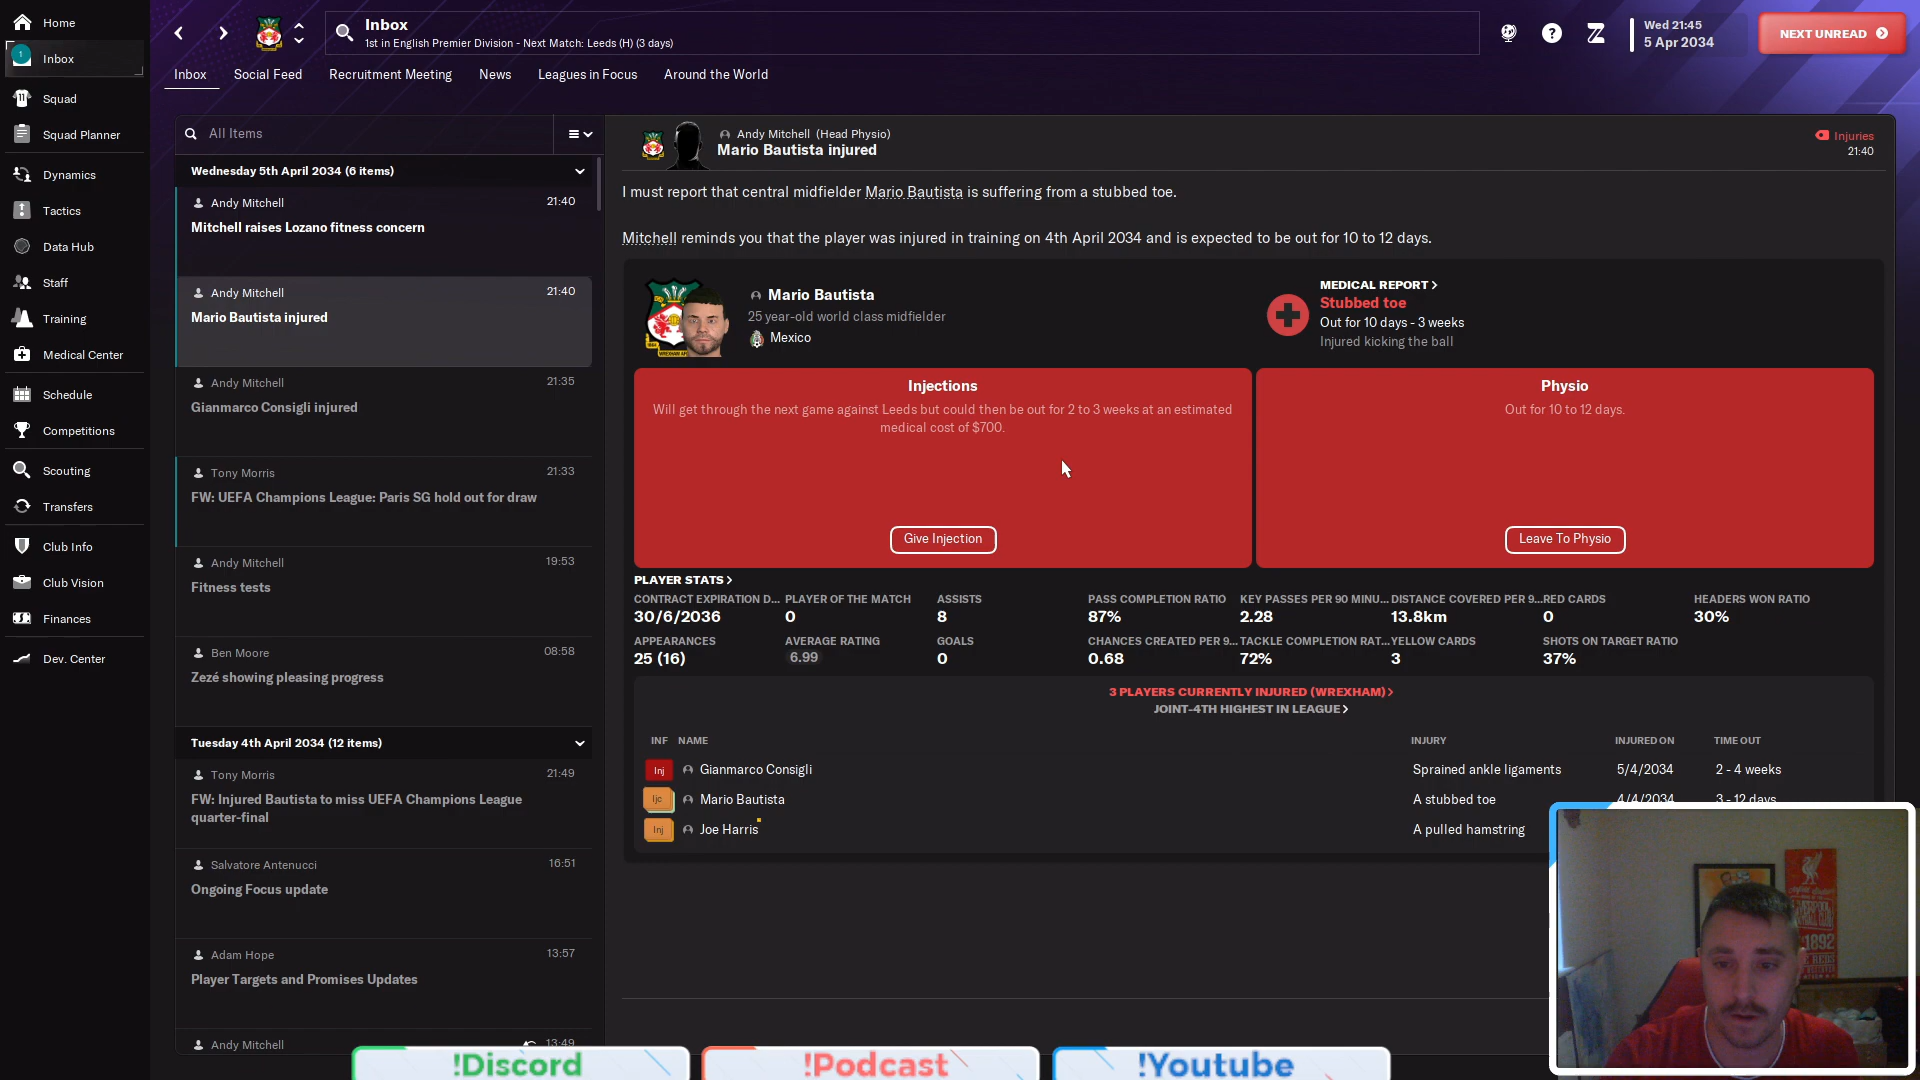 Home
1
Inbox
Squad
Squad Planner
Dynamics
Tactics
Data Hub
Staff
Training
Medical Center
Schedule
Competitions
Scouting
Transfers
Club Info
Club Vision
Finances
Dev. Center
Inbox
1st in English Premier Division - Next Match: Leeds (H) (3 days)
Wed 21:45
5 Apr 2034
NEXT UNREAD
Inbox
Social Feed
Recruitment Meeting
News
Leagues in Focus
Around the World
All Items
Wednesday 5th April 2034 (6 items)
Andy Mitchell 21:40
Mitchell raises Lozano fitness concern
Andy Mitchell 21:40
Mario Bautista injured
Andy Mitchell 21:35
Gianmarco Consigli injured
Tony Morris 21:33
FW: UEFA Champions League: Paris SG hold out for draw
Andy Mitchell 19:53
Fitness tests
Ben Moore 08:58
Zezé showing pleasing progress
Tuesday 4th April 2034 (12 items)
Tony Morris 21:49
FW: Injured Bautista to miss UEFA Champions League
quarter-final
Salvatore Antenucci 16:51
Ongoing Focus update
Adam Hope 13:57
Player Targets and Promises Updates
Andy Mitchell 13:49
Andy Mitchell (Head Physio)
Mario Bautista injured
Injuries
21:40
I must report that central midfielder Mario Bautista is suffering from a stubbed toe.
Mitchell reminds you that the player was injured in training on 4th April 2034 and is expected to be out for 10 to 12 days.
Mario Bautista
25 year-old world class midfielder
Mexico
MEDICAL REPORT >
Stubbed toe
Out for 10 days - 3 weeks
Injured kicking the ball
Injections
Will get through the next game against Leeds but could then be out for 2 to 3 weeks at an estimated
medical cost of $700.
Give Injection
Physio
Out for 10 to 12 days.
Leave To Physio
PLAYER STATS >
CONTRACT EXPIRATION D... PLAYER OF THE MATCH ASSISTS PASS COMPLETION RATIO KEY PASSES PER 90 MINU... DISTANCE COVERED PER 9... RED CARDS HEADERS WON RATIO
30/6/2036 0 8 87% 2.28 13.8km 0 30%
APPEARANCES AVERAGE RATING GOALS CHANCES CREATED PER 9... TACKLE COMPLETION RAT... YELLOW CARDS SHOTS ON TARGET RATIO
25 (16) 6.99 0 0.68 72% 3 37%
3 PLAYERS CURRENTLY INJURED (WREXHAM) >
JOINT-4TH HIGHEST IN LEAGUE >
INF NAME INJURY INJURED ON TIME OUT
Inj Gianmarco Consigli Sprained ankle ligaments 5/4/2034 2 - 4 weeks
Ijc Mario Bautista A stubbed toe 4/4/2034 3 - 12 days
Inj Joe Harris A pulled hamstring
1892
!Discord
!Podcast
!Youtube